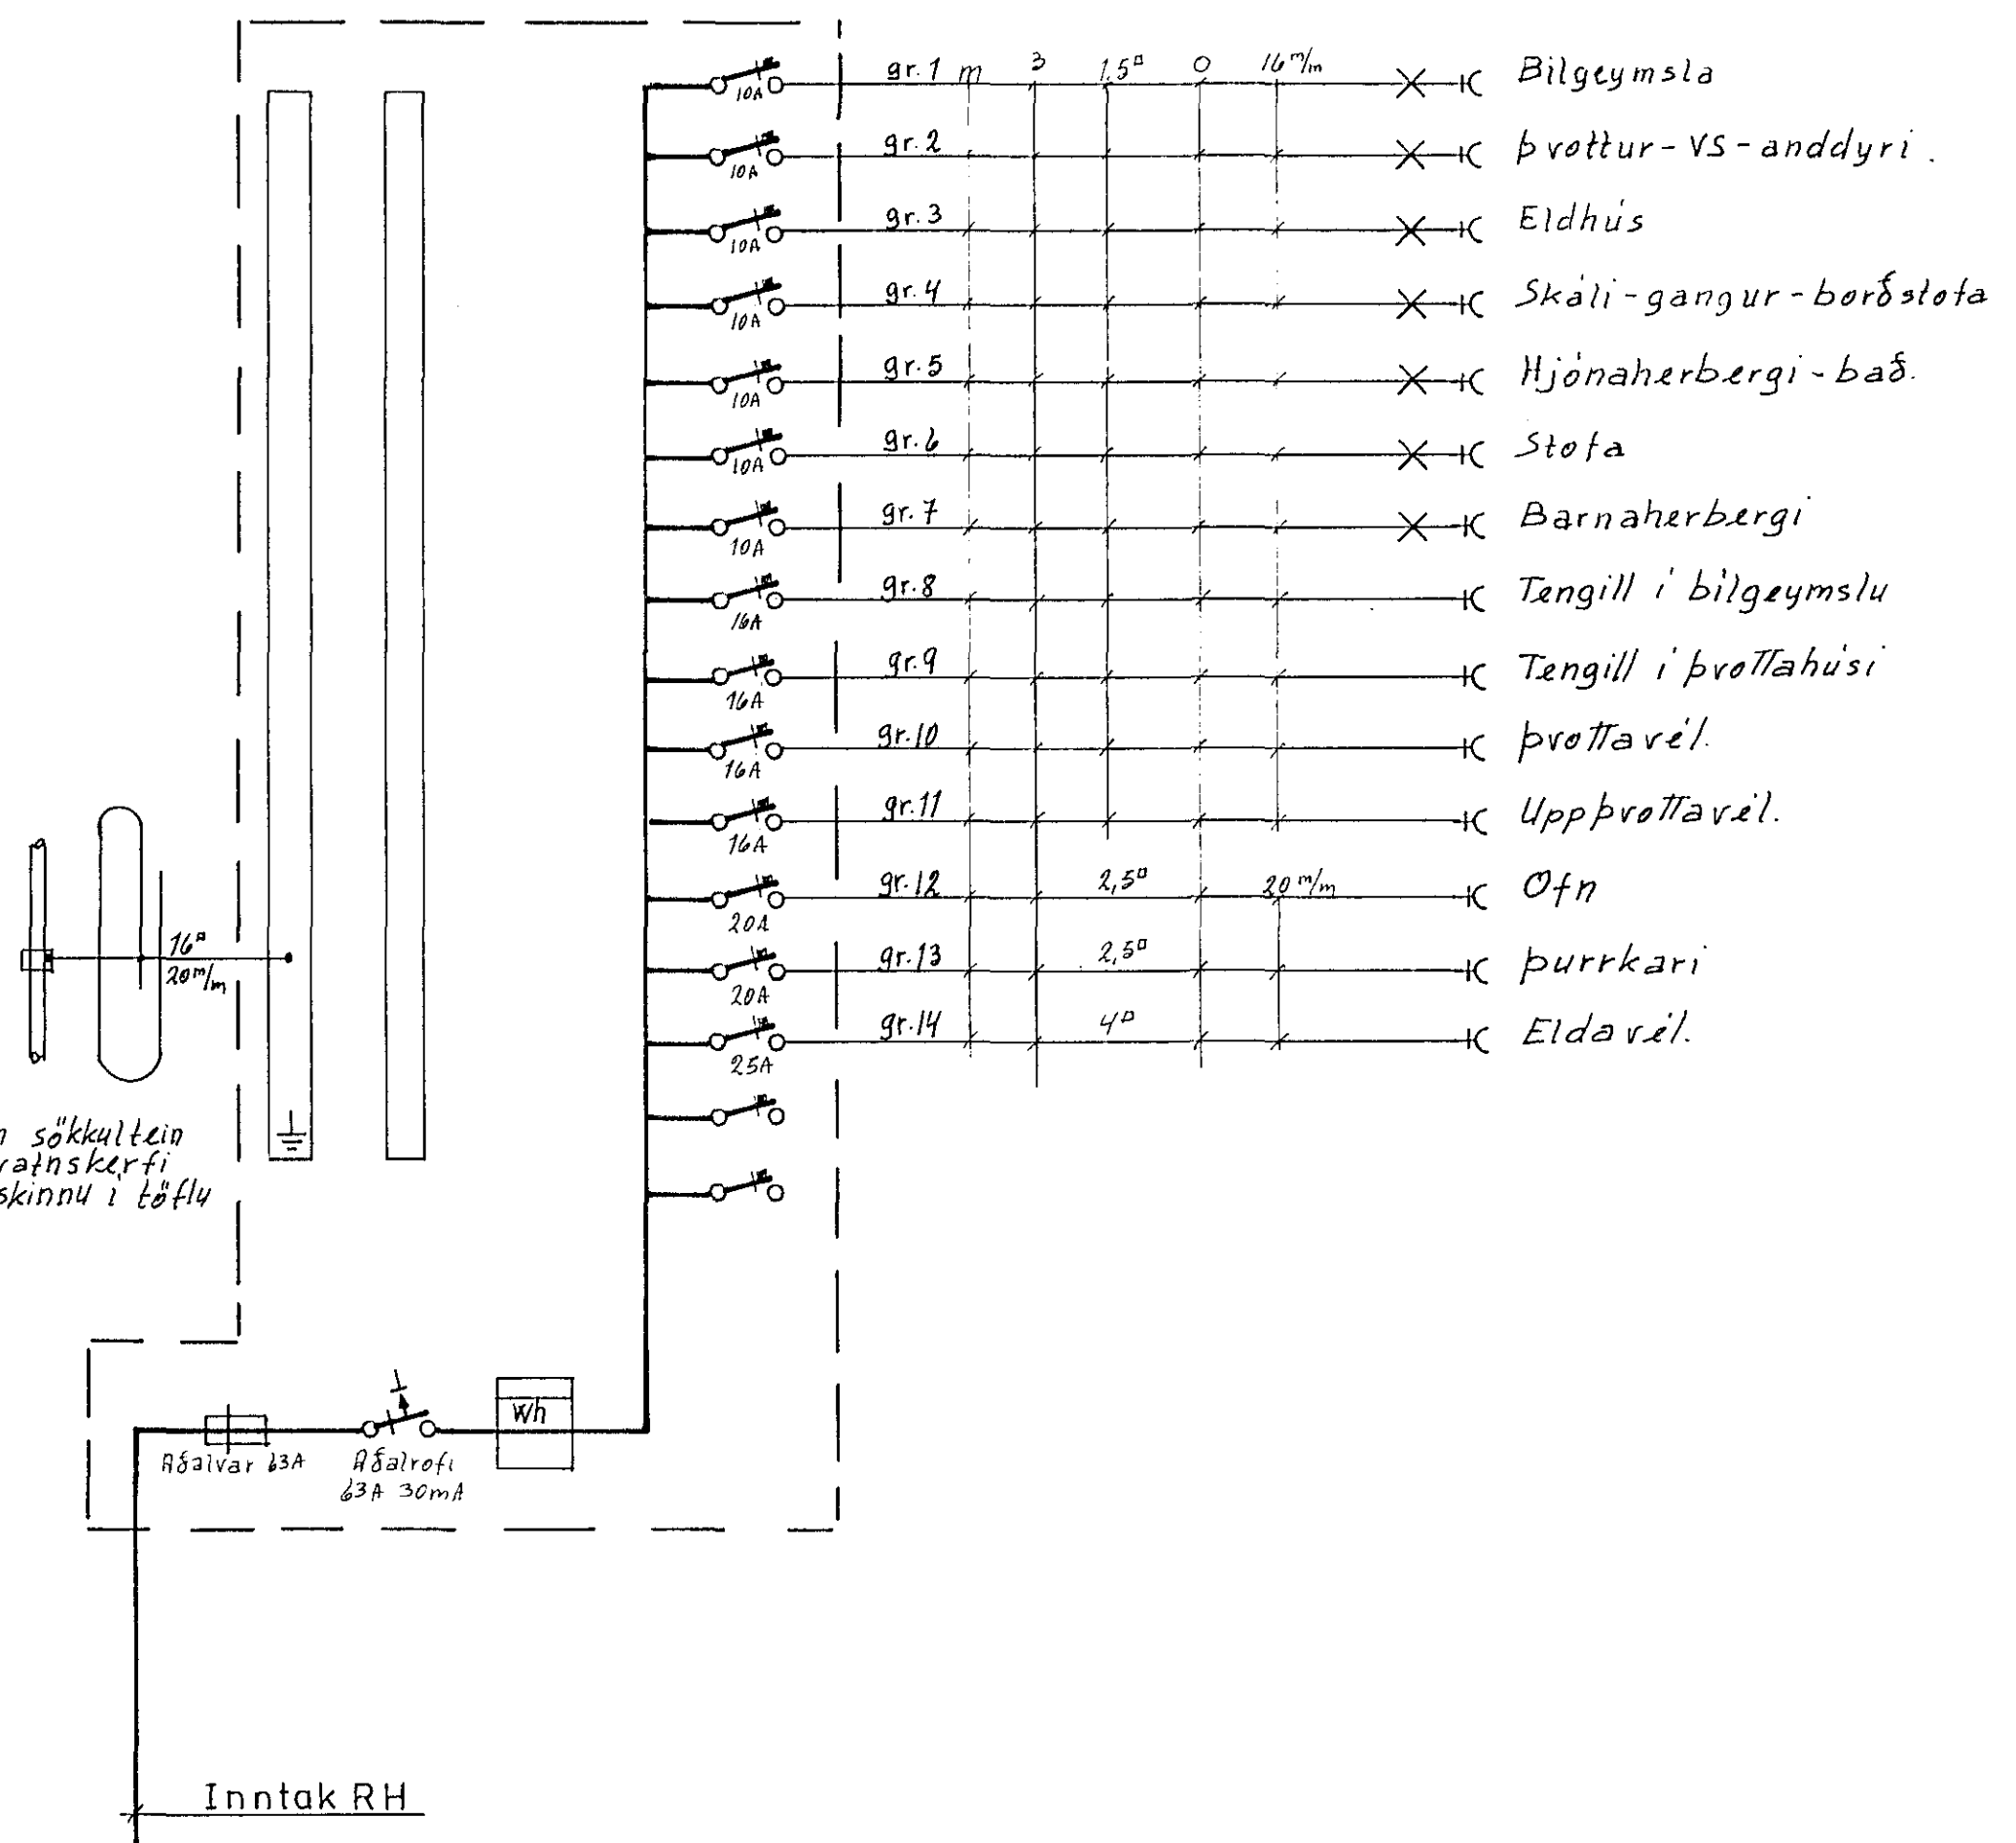 gr.1 m 3 1.5□ 0 16 m/m Bilgeymsla
10A
gr.2 þvottur-VS-anddyri.
10A
gr.3 Eldhús
10A
gr.4 Skáli-gangur-borðstofa
10A
gr.5 Hjónaherbergi-bað.
10A
gr.6 Stofa
10A
gr.7 Barnaherbergi
10A
gr.8 Tengill í bílgeymslu
16A
gr.9 Tengill í þvottahúsi
16A
gr.10 þvottavél.
16A
gr.11 Uppþvottavél.
16A
gr.12 2,5□ 20 m/m Ofn
20A
gr.13 2,5□ þurrkari
20A
gr.14 4□ Eldavél.
25A
16□
20 m/m
sökkultein
vatnskerfi
skinnu í töflu
Wh
Aðalvar 63A
Aðalrofi
63A 30mA
Inntak RH